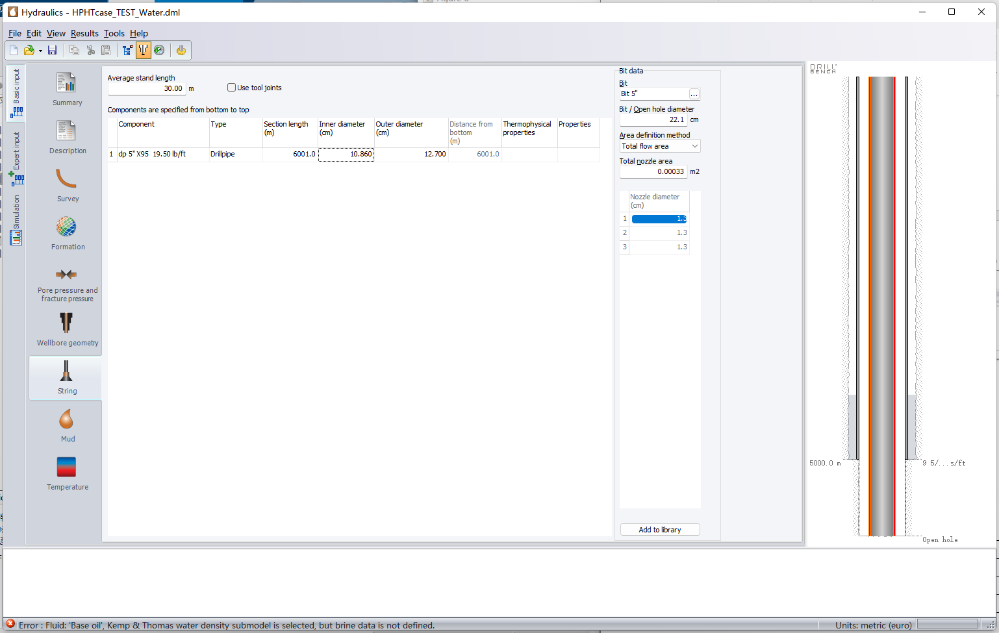 Hydraulics - HPHTcase_TEST_Water.dml
File Edit View Results Tools Help
Basic input
Expert input
Simulation
Summary
Description
Survey
Formation
Pore pressure and
fracture pressure
Wellbore geometry
String
Mud
Temperature
Average stand length
30.00 m
Use tool joints
Components are specified from bottom to top
Component Type Section length (m) Inner diameter (cm) Outer diameter (cm) Distance from bottom (m) Thermophysical properties Properties
1 dp 5" X95 19.50 lb/ft Drillpipe 6001.0 10.860 12.700 6001.0
Bit data
Bit
Bit 5" ...
Bit / Open hole diameter
22.1 cm
Area definition method
Total flow area
Total nozzle area
0.00033 m2
Nozzle diameter
(cm)
1 1.3
2 1.3
3 1.3
Add to library
DRILL
BENCH
5000.0 m
9 5/...s/ft
Open hole
Error : Fluid: 'Base oil', Kemp & Thomas water density submodel is selected, but brine data is not defined.
Units: metric (euro)